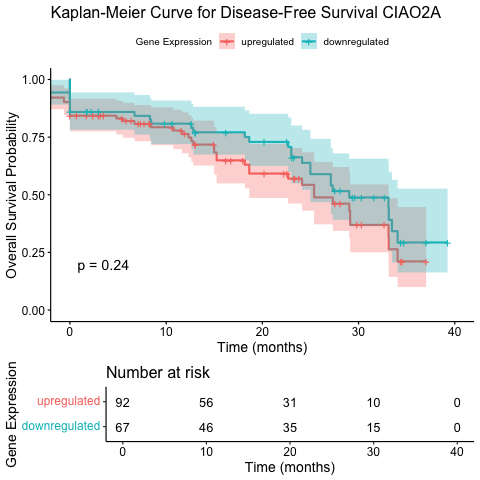 Kaplan-Meier Curve for Disease-Free Survival CIAO2A
Gene Expression upregulated downregulated
Overall Survival Probability
1.00
0.75
0.50
0.25
0.00
p = 0.24
0 10 20 30 40
Time (months)
Number at risk
Gene Expression
upregulated 92 56 31 10 0
downregulated 67 46 35 15 0
0 10 20 30 40
Time (months)